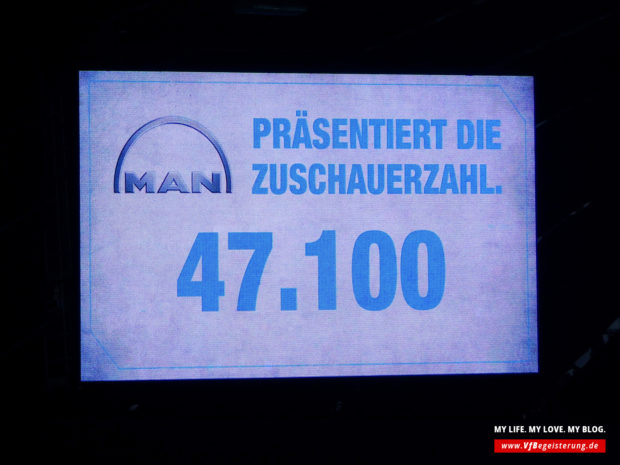 MAN
PRÄSENTIERT DIE
ZUSCHAUERZAHL.
47.100
MY LIFE. MY LOVE. MY BLOG.
www.VfBegeisterung.de